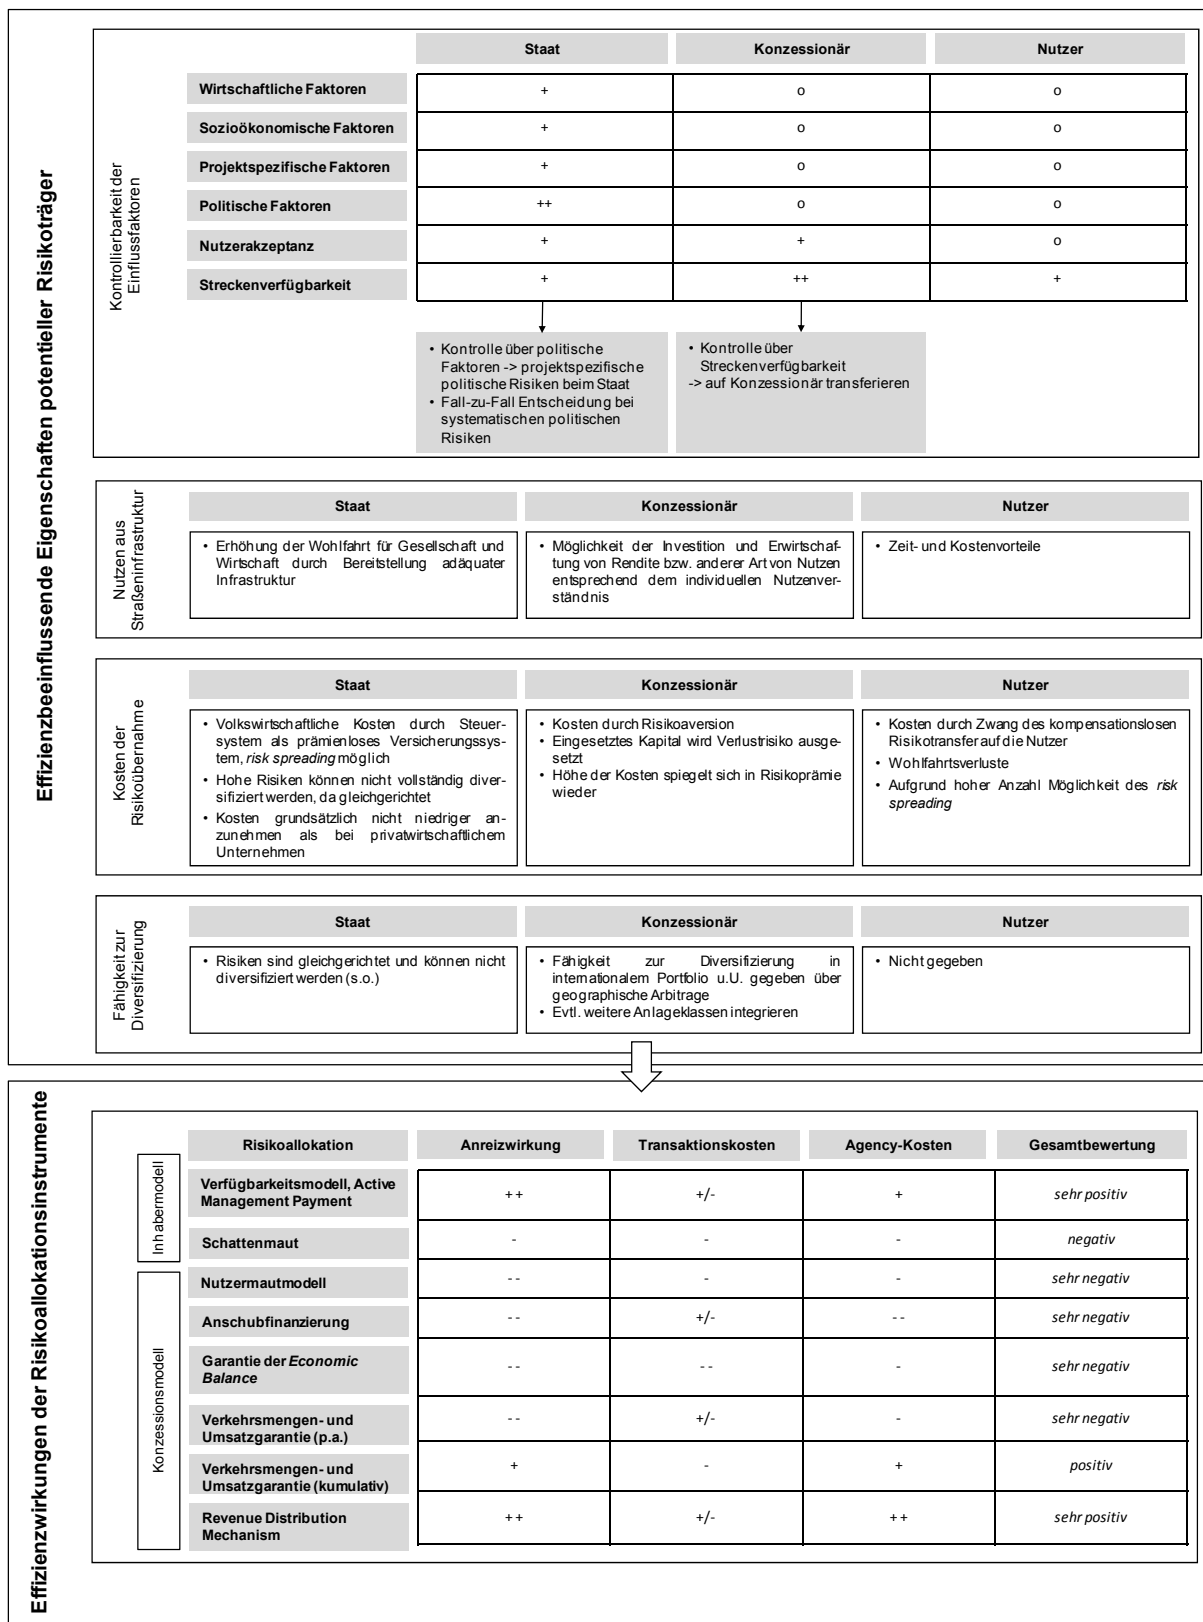 Effizienzbeeinflussende Eigenschaften potentieller Risikoträger
Kontrollierbarkeit der
Einflussfaktoren
Staat Konzessionär Nutzer
Wirtschaftliche Faktoren + o o
Sozioökonomische Faktoren + o o
Projektspezifische Faktoren + o o
Politische Faktoren ++ o o
Nutzerakzeptanz + + o
Streckenverfügbarkeit + ++ +
• Kontrolle über politische
Faktoren -> projektspezifische
politische Risiken beim Staat
• Fall-zu-Fall Entscheidung bei
systematischen politischen
Risiken
• Kontrolle über
Streckenverfügbarkeit
-> auf Konzessionär transferieren
Nutzen aus
Straßeninfrastruktur
Staat Konzessionär Nutzer
• Erhöhung der Wohlfahrt für Gesellschaft und
Wirtschaft durch Bereitstellung adäquater
Infrastruktur
• Möglichkeit der Investition und Erwirtschaf-
tung von Rendite bzw. anderer Art von Nutzen
entsprechend dem individuellen Nutzenver-
ständnis
• Zeit- und Kostenvorteile
Kosten der
Risikoübernahme
Staat Konzessionär Nutzer
• Volkswirtschaftliche Kosten durch Steuer-
system als prämienloses Versicherungssys-
tem, risk spreading möglich
• Hohe Risiken können nicht vollständig diver-
sifiziert werden, da gleichgerichtet
• Kosten grundsätzlich nicht niedriger an-
zunehmen als bei privatwirtschaftlichem
Unternehmen
• Kosten durch Risikoaversion
• Eingesetztes Kapital wird Verlustrisiko ausge-
setzt
• Höhe der Kosten spiegelt sich in Risikoprämie
wieder
• Kosten durch Zwang des kompensationslosen
Risikotransfer auf die Nutzer
• Wohlfahrtsverluste
• Aufgrund hoher Anzahl Möglichkeit des risk
spreading
Fähigkeit zur
Diversifizierung
Staat Konzessionär Nutzer
• Risiken sind gleichgerichtet und können nicht
diversifiziert werden (s.o.)
• Fähigkeit zur Diversifizierung in
internationalem Portfolio u.U. gegeben über
geographische Arbitrage
• Evtl. weitere Anlageklassen integrieren
• Nicht gegeben
Effizienzwirkungen der Risikoallokationsinstrumente
Risikoallokation Anreizwirkung Transaktionskosten Agency-Kosten Gesamtbewertung
Inhabermodell
Verfügbarkeitsmodell, Active
Management Payment ++ +/- + sehr positiv
Schattenmaut - - - negativ
Konzessionsmodell
Nutzermautmodell -- - - sehr negativ
Anschubfinanzierung -- +/- -- sehr negativ
Garantie der Economic
Balance -- -- - sehr negativ
Verkehrsmengen- und
Umsatzgarantie (p.a.) -- +/- - sehr negativ
Verkehrsmengen- und
Umsatzgarantie (kumulativ) + - + positiv
Revenue Distribution
Mechanism ++ +/- ++ sehr positiv